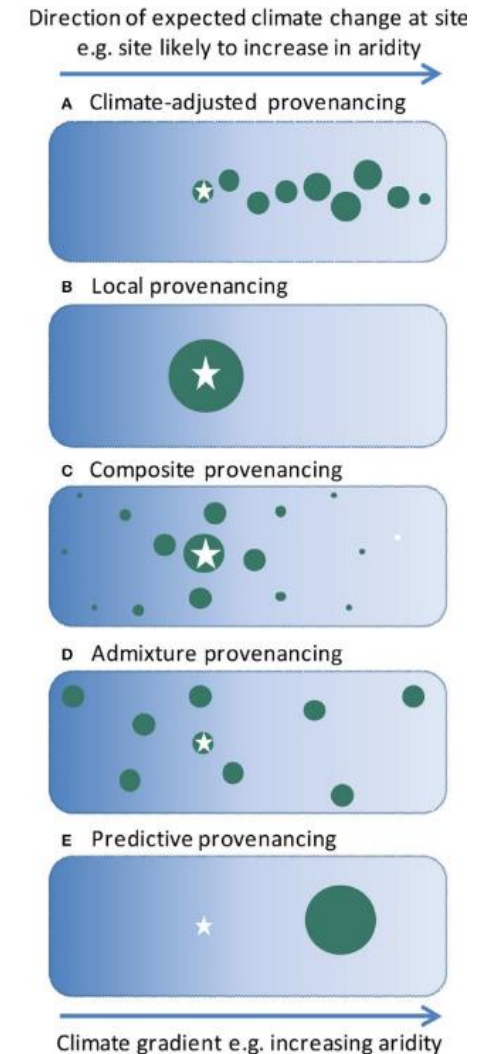 Direction of expected climate change at site
e.g. site likely to increase in aridity
A Climate-adjusted provenancing
B Local provenancing
C Composite provenancing
D Admixture provenancing
E Predictive provenancing
Climate gradient e.g. increasing aridity